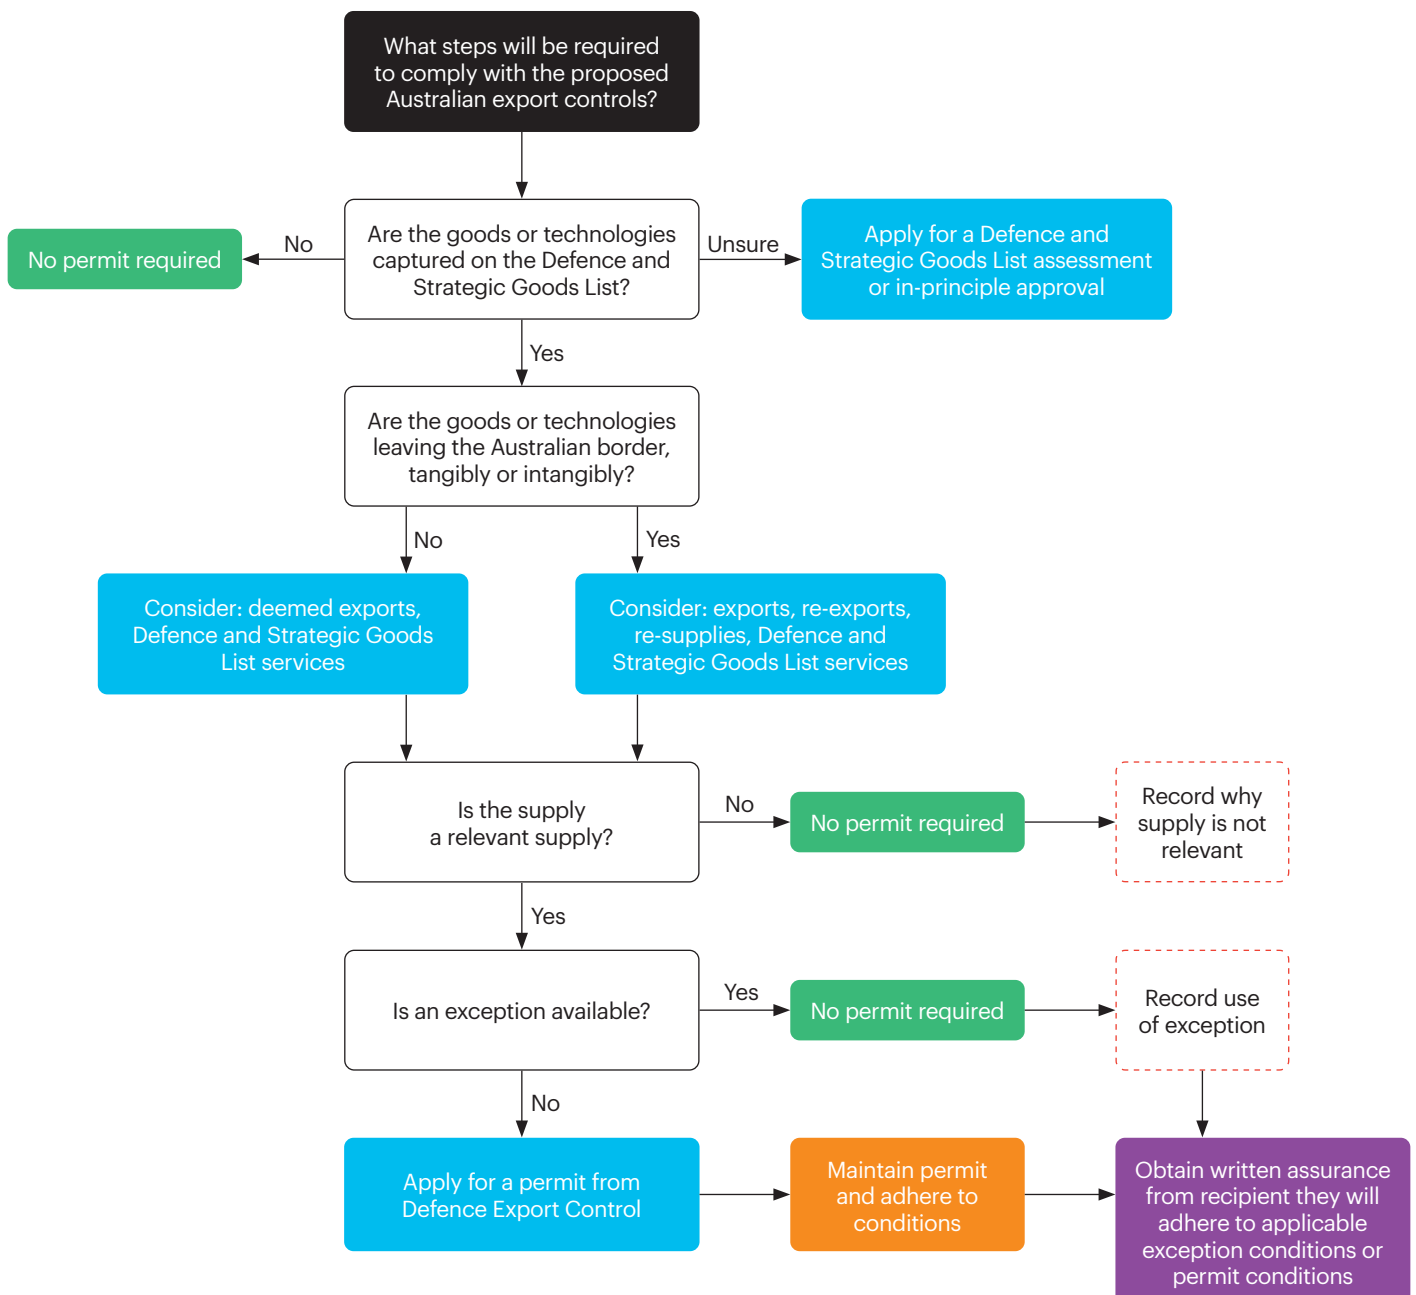 What steps will be required
to comply with the proposed
Australian export controls?
No permit required
No
Are the goods or technologies
captured on the Defence and
Strategic Goods List?
Unsure
Apply for a Defence and
Strategic Goods List assessment
or in-principle approval
Yes
Are the goods or technologies
leaving the Australian border,
tangibly or intangibly?
No
Yes
Consider: deemed exports,
Defence and Strategic Goods
List services
Consider: exports, re-exports,
re-supplies, Defence and
Strategic Goods List services
Is the supply
a relevant supply?
No
No permit required
Record why
supply is not
relevant
Yes
Is an exception available?
Yes
No permit required
Record use
of exception
No
Apply for a permit from
Defence Export Control
Maintain permit
and adhere to
conditions
Obtain written assurance
from recipient they will
adhere to applicable
exception conditions or
permit conditions